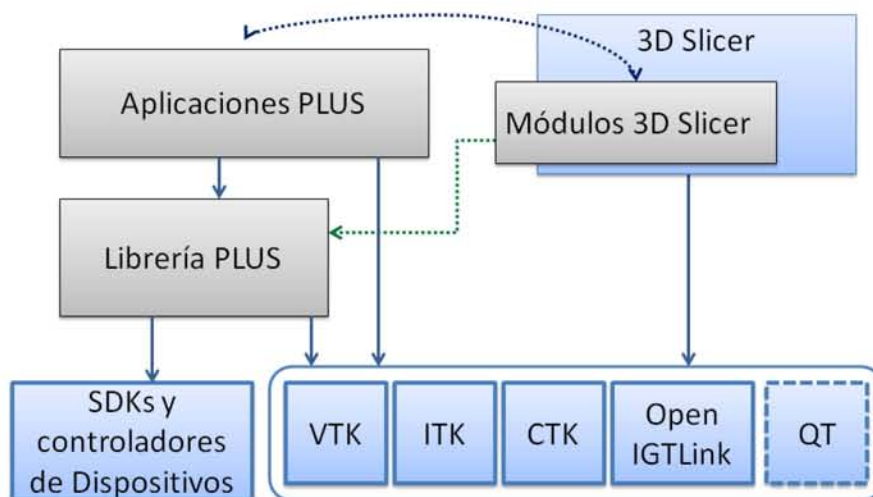 3D Slicer
Aplicaciones PLUS
Módulos 3D Slicer
Librería PLUS
SDKs y
controladores
de Dispositivos
VTK
ITK
CTK
Open
IGTLink
QT